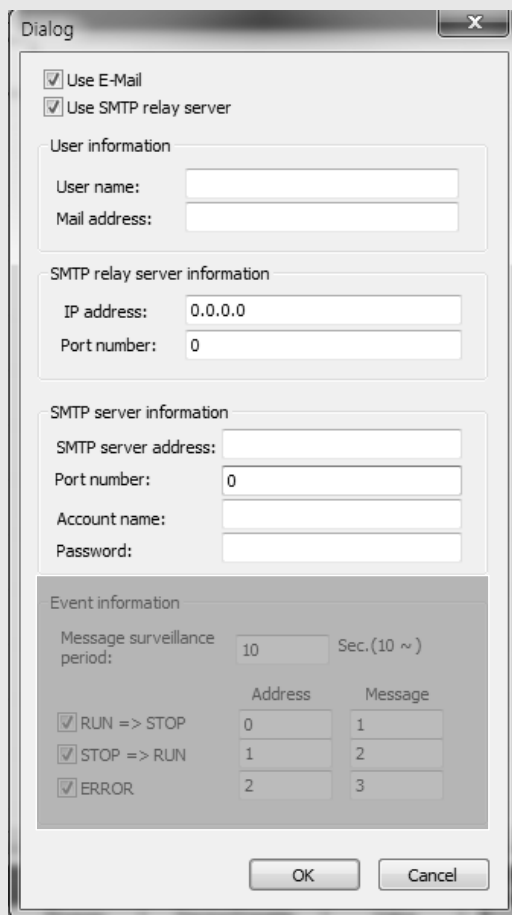 Dialog
x
Use E-Mail
Use SMTP relay server
User information
User name:
Mail address:
SMTP relay server information
IP address: 0.0.0.0
Port number: 0
SMTP server information
SMTP server address:
Port number: 0
Account name:
Password:
Event information
Message surveillance period: 10 Sec.(10 ~ )
Address Message
RUN => STOP 0 1
STOP => RUN 1 2
ERROR 2 3
OK Cancel